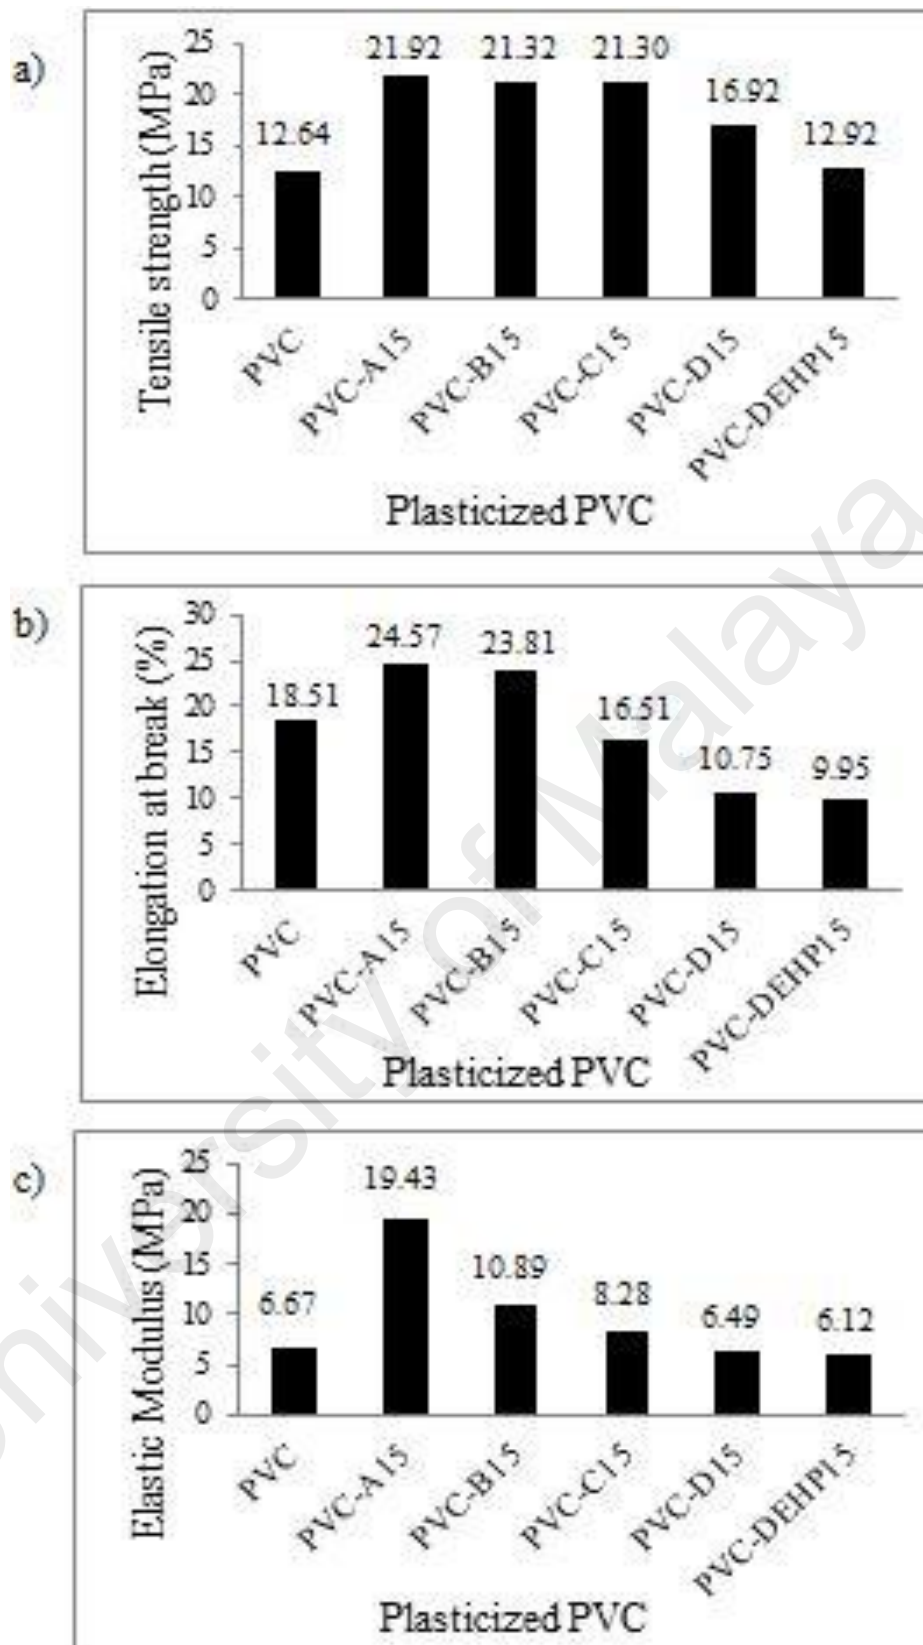 a)
Tensile strength (MPa)
25
20
15
10
5
0
12.64
21.92
21.32
21.30
16.92
12.92
PVC
PVC-A15
PVC-B15
PVC-C15
PVC-D15
PVC-DEHP15
Plasticized PVC
b)
Elongation at break (%)
30
25
20
15
10
5
0
18.51
24.57
23.81
16.51
10.75
9.95
PVC
PVC-A15
PVC-B15
PVC-C15
PVC-D15
PVC-DEHP15
Plasticized PVC
c)
Elastic Modulus (MPa)
25
20
15
10
5
0
6.67
19.43
10.89
8.28
6.49
6.12
PVC
PVC-A15
PVC-B15
PVC-C15
PVC-D15
PVC-DEHP15
Plasticized PVC
University of Malaya